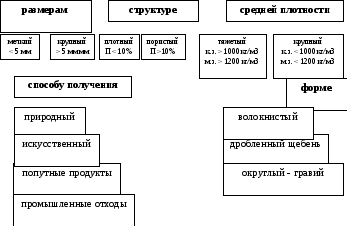 размерам структуре средней плотности
мелкий крупный плотный пористый тяжелый крупный
< 5 мм > 5 мммм П < 10% П >10% к.з. > 1000 кг/м3 к.з. < 1000 кг/м3
м.з. > 1200 кг/м3 м.з. < 1200 кг/м3
способу получения форме
природный волокнистый
искусственный дробленный щебень
попутные продукты округлый - гравий
промышленные отходы